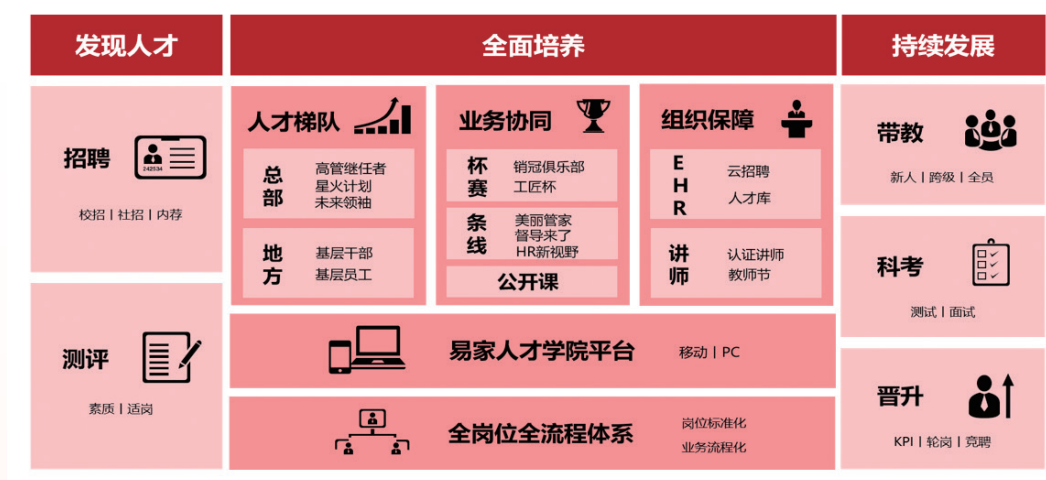 发现人才
招聘
242534
校招丨社招丨内荐
测评
素质丨适岗
全面培养
人才梯队
总部
高管继任者
星火计划
未来领袖
地方
基层干部
基层员工
业务协同
杯赛
销冠俱乐部
工匠杯
条线
美丽管家
督导来了
HR新视野
公开课
组织保障
EHR
云招聘
人才库
讲师
认证讲师
教师节
易家人才学院平台
移动丨PC
全岗位全流程体系
岗位标准化
业务流程化
持续发展
带教
新人丨跨级丨全员
科考
测试丨面试
晋升
KPI丨轮岗丨竞聘